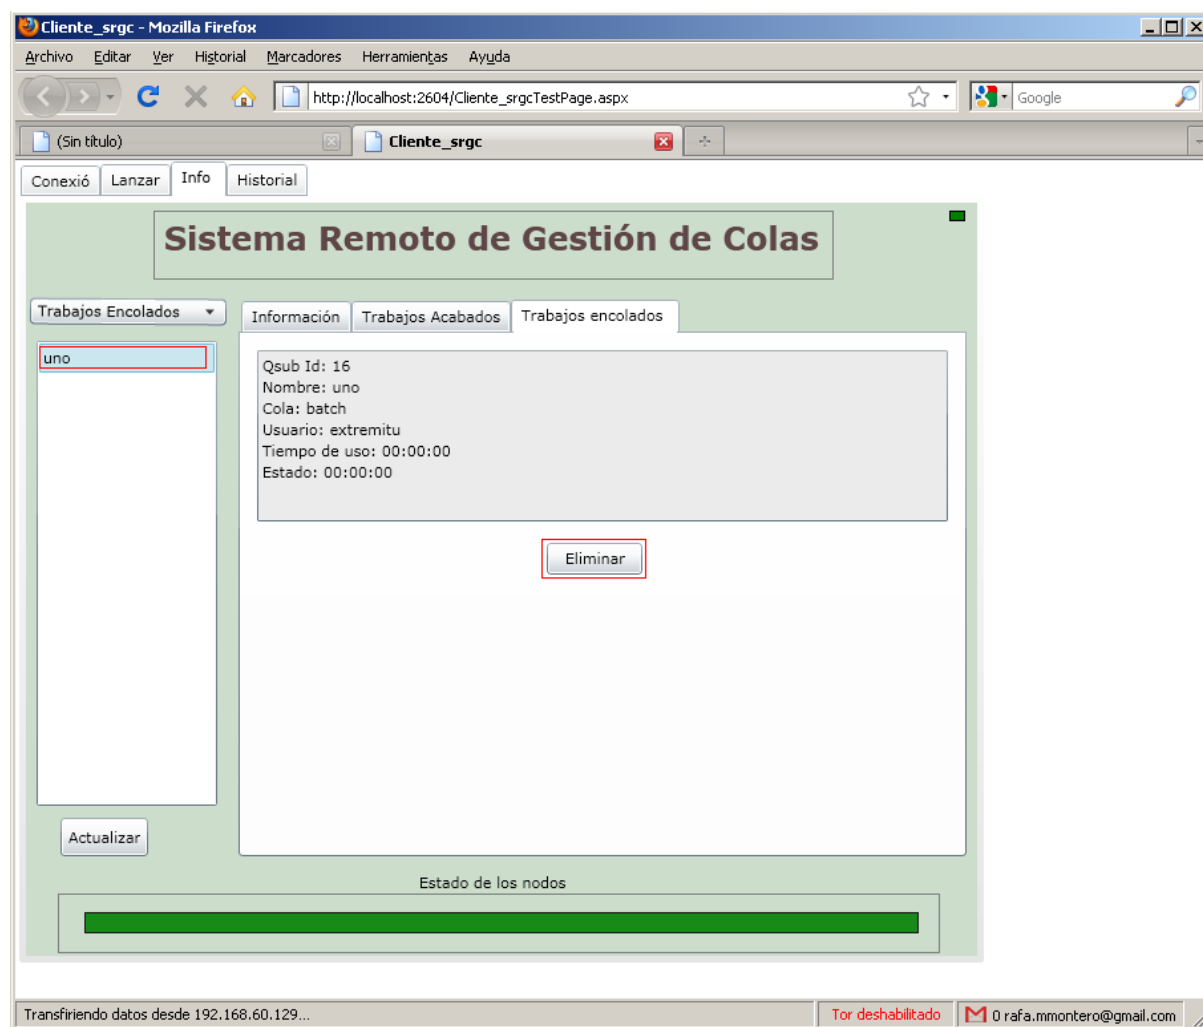 Cliente_srgc - Mozilla Firefox
Archivo Editar Ver Historial Marcadores Herramientas Ayuda
http://localhost:2604/Cliente_srgcTestPage.aspx Google
(Sin título) Cliente_srgc
Conexió Lanzar Info Historial
Sistema Remoto de Gestión de Colas
Trabajos Encolados Información Trabajos Acabados Trabajos encolados
uno
Qsub Id: 16
Nombre: uno
Cola: batch
Usuario: extremitu
Tiempo de uso: 00:00:00
Estado: 00:00:00
Eliminar
Actualizar
Estado de los nodos
Transfiriendo datos desde 192.168.60.129... Tor deshabilitado 0 rafa.mmontero@gmail.com